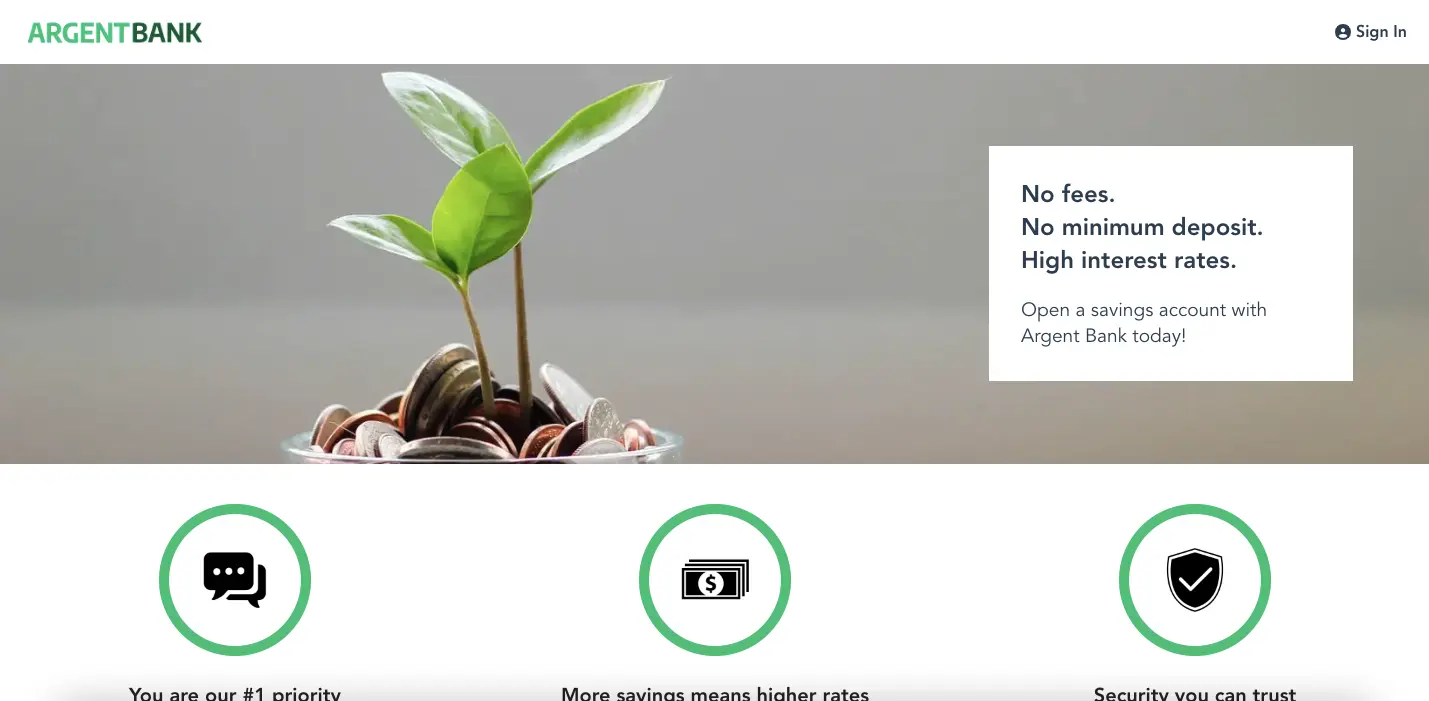 ARGENTBANK
Sign In
No fees.
No minimum deposit.
High interest rates.
Open a savings account with
Argent Bank today!
$
You are our #1 priority
More savings means higher rates
Security you can trust